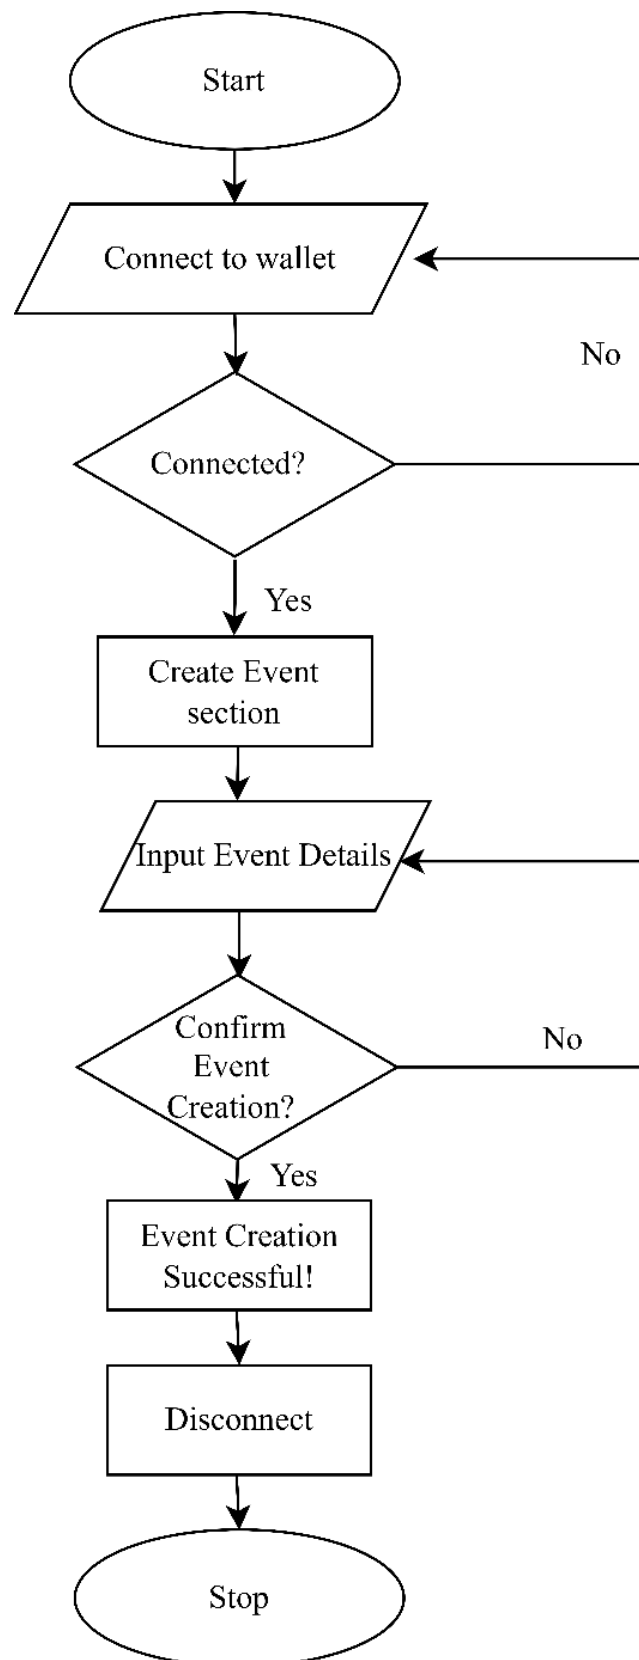 Start
Connect to wallet
No
Connected?
Yes
Create Event
section
Input Event Details
Confirm
Event
Creation?
No
Yes
Event Creation
Successful!
Disconnect
Stop